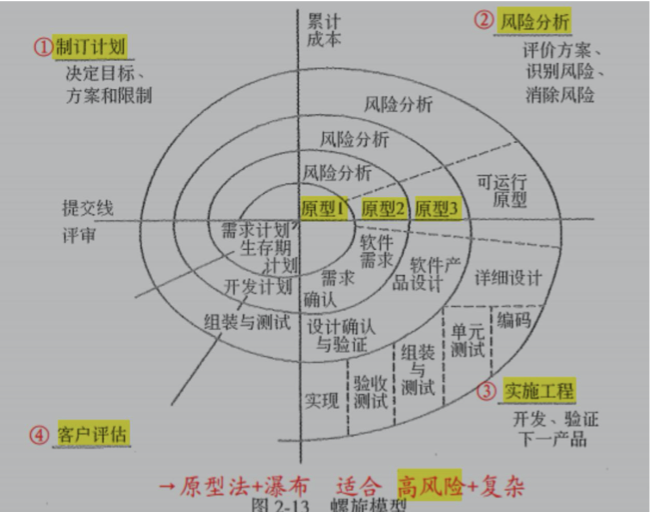 累计
成本
① 制订计划
决定目标、
方案和限制
② 风险分析
评价方案、
识别风险、
消除风险
风险分析
风险分析
风险分析
可运行
原型
原型1
原型2
原型3
提交线
评审
需求计划
生存期
计划
软件
需求
需求
确认
开发计划
软件产
品设计
详细设计
组装与测试
设计确认
与验证
实现
验收
测试
组装
与
测试
单元
测试
编码
③ 实施工程
开发、验证
下一产品
④ 客户评估
→原型法+瀑布 适合 高风险+复杂
图2-13 螺旋模型